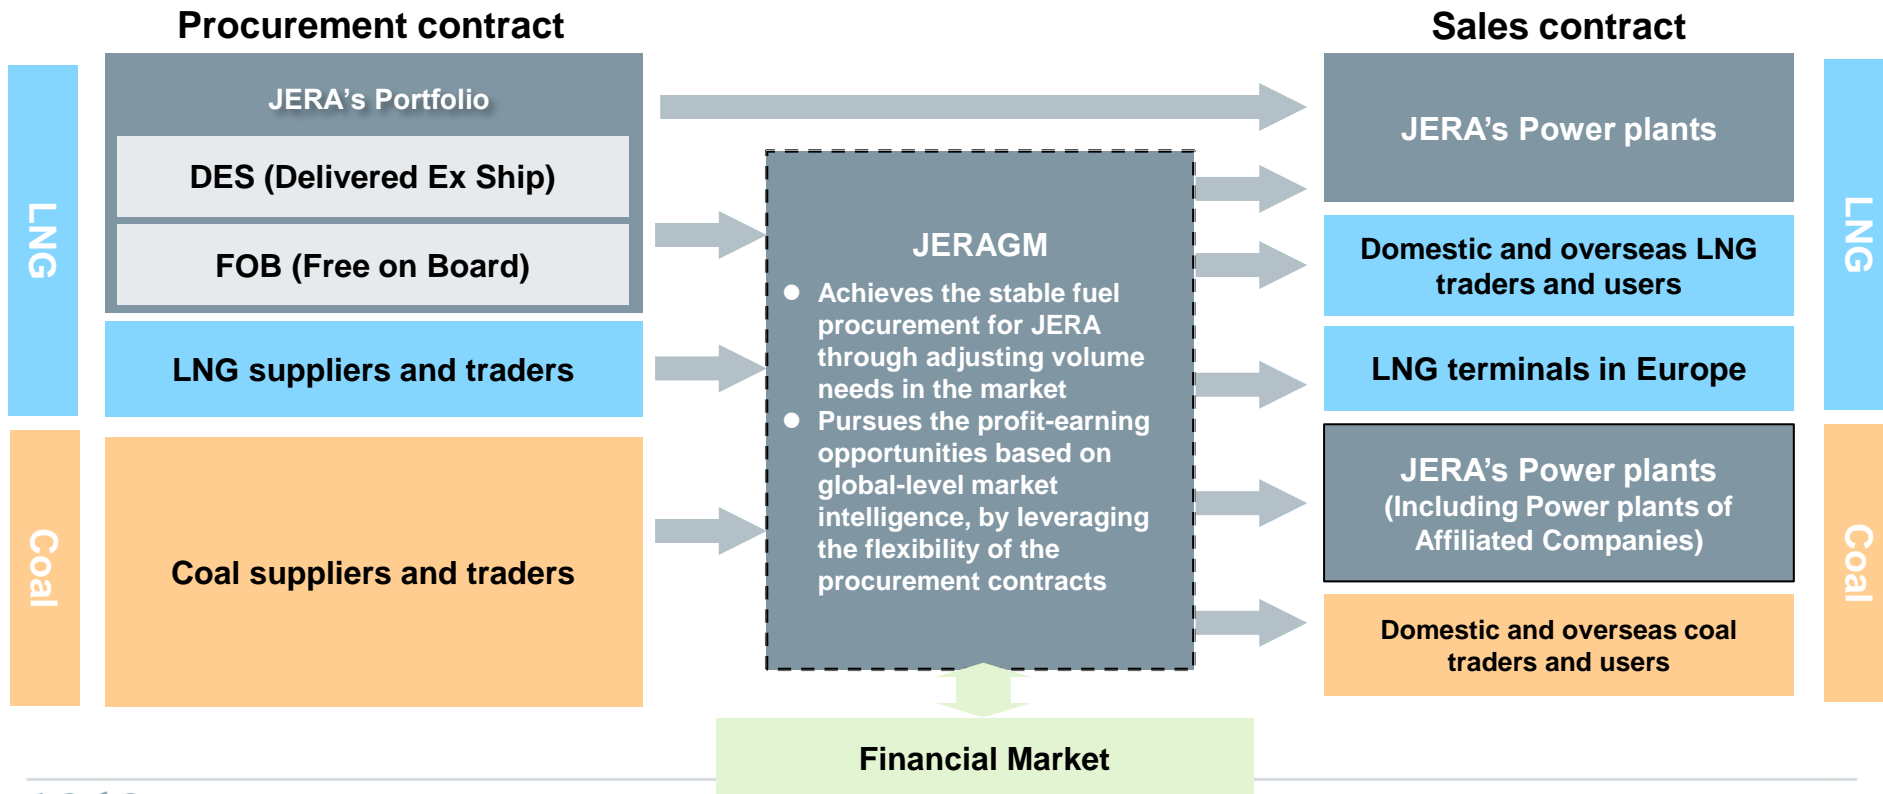 Procurement contract
Sales contract
LNG
JERA's Portfolio
DES (Delivered Ex Ship)
FOB (Free on Board)
LNG suppliers and traders
Coal
Coal suppliers and traders
JERAGM
● Achieves the stable fuel
procurement for JERA
through adjusting volume
needs in the market
● Pursues the profit-earning
opportunities based on
global-level market
intelligence, by leveraging
the flexibility of the
procurement contracts
Financial Market
JERA's Power plants
Domestic and overseas LNG
traders and users
LNG terminals in Europe
LNG
JERA's Power plants
(Including Power plants of
Affiliated Companies)
Domestic and overseas coal
traders and users
Coal